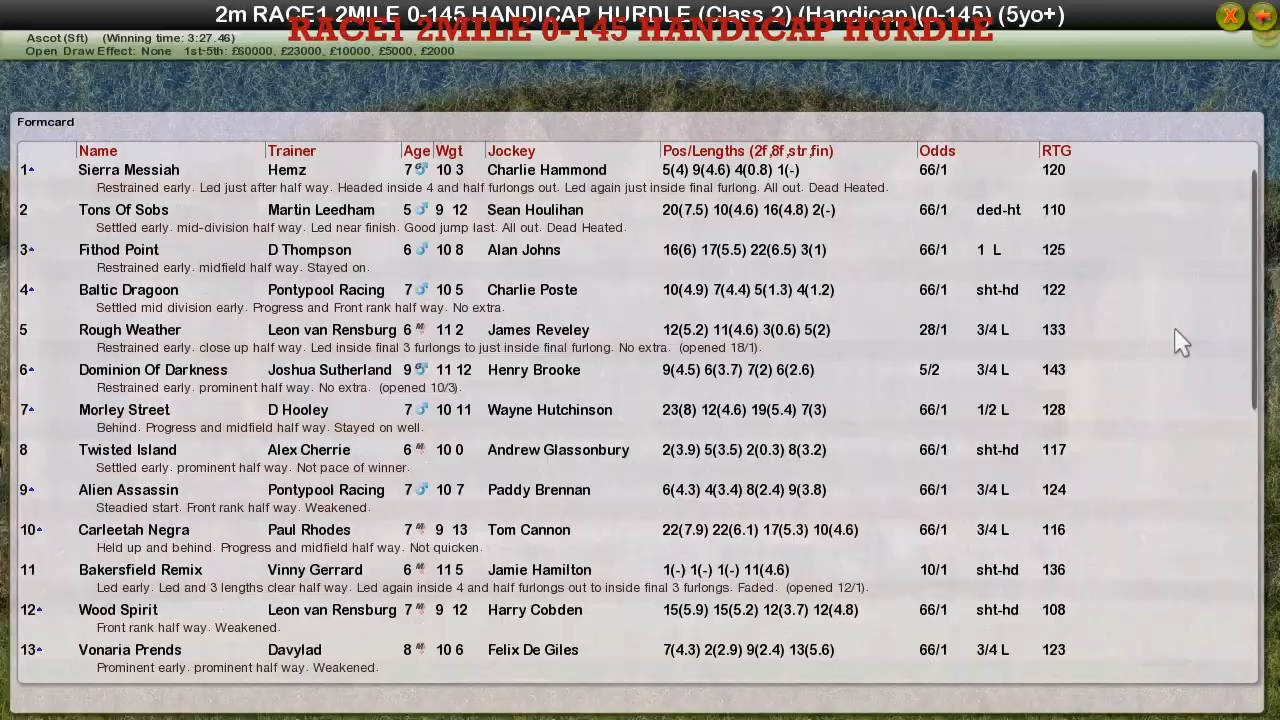 2m RACE1 2MILE 0-145 HANDICAP HURDLE (Class 2) (Handicap)(0-145) (5yo+)
RACE1 2MILE 0-145 HANDICAP HURDLE
Ascot(Sft) (Winning time: 3:27.46)
Open Draw Effect: None 1st-5th: £60000, £23000, £10000, £5000, £2000
Formcard
Name Trainer Age Wgt Jockey Pos/Lengths (2f,8f,str,fin) Odds RTG
1 Sierra Messiah Hemz 7 10 3 Charlie Hammond 5(4) 9(4.6) 4(0.8) 1(-) 66/1 120
Restrained early. Led just after half way. Headed inside 4 and half furlongs out. Led again just inside final furlong. All out. Dead Heated.
2 Tons Of Sobs Martin Leedham 5 9 12 Sean Houlihan 20(7.5) 10(4.6) 16(4.8) 2(-) 66/1 ded-ht 110
Settled early. mid-division half way. Led near finish. Good jump last. All out. Dead Heated.
3 Fithod Point D Thompson 6 10 8 Alan Johns 16(6) 17(5.5) 22(6.5) 3(1) 66/1 1 L 125
Restrained early. midfield half way. Stayed on.
4 Baltic Dragoon Pontypool Racing 7 10 5 Charlie Poste 10(4.9) 7(4.4) 5(1.3) 4(1.2) 66/1 sht-hd 122
Settled mid division early. Progress and Front rank half way. No extra.
5 Rough Weather Leon van Rensburg 6 11 2 James Reveley 12(5.2) 11(4.6) 3(0.6) 5(2) 28/1 3/4 L 133
Restrained early. close up half way. Led inside final 3 furlongs to just inside final furlong. No extra. (opened 18/1).
6 Dominion Of Darkness Joshua Sutherland 9 11 12 Henry Brooke 9(4.5) 6(3.7) 7(2) 6(2.6) 5/2 3/4 L 143
Restrained early. prominent half way. No extra. (opened 10/3).
7 Morley Street D Hooley 7 10 11 Wayne Hutchinson 23(8) 12(4.6) 19(5.4) 7(3) 66/1 1/2 L 128
Behind. Progress and midfield half way. Stayed on well.
8 Twisted Island Alex Cherrie 6 10 0 Andrew Glassonbury 2(3.9) 5(3.5) 2(0.3) 8(3.2) 66/1 sht-hd 117
Settled early. prominent half way. Not pace of winner.
9 Alien Assassin Pontypool Racing 7 10 7 Paddy Brennan 6(4.3) 4(3.4) 8(2.4) 9(3.8) 66/1 3/4 L 124
Steadied start. Front rank half way. Weakened.
10 Carleetah Negra Paul Rhodes 7 9 13 Tom Cannon 22(7.9) 22(6.1) 17(5.3) 10(4.6) 66/1 3/4 L 116
Held up and behind. Progress and midfield half way. Not quicken.
11 Bakersfield Remix Vinny Gerrard 6 11 5 Jamie Hamilton 1(-) 1(-) 1(-) 11(4.6) 10/1 sht-hd 136
Led early. Led and 3 lengths clear half way. Led again inside 4 and half furlongs out to inside final 3 furlongs. Faded. (opened 12/1).
12 Wood Spirit Leon van Rensburg 7 9 12 Harry Cobden 15(5.9) 15(5.2) 12(3.7) 12(4.8) 66/1 sht-hd 108
Front rank half way. Weakened.
13 Vonaria Prends Davylad 8 10 6 Felix De Giles 7(4.3) 2(2.9) 9(2.4) 13(5.6) 66/1 3/4 L 123
Prominent early. prominent half way. Weakened.